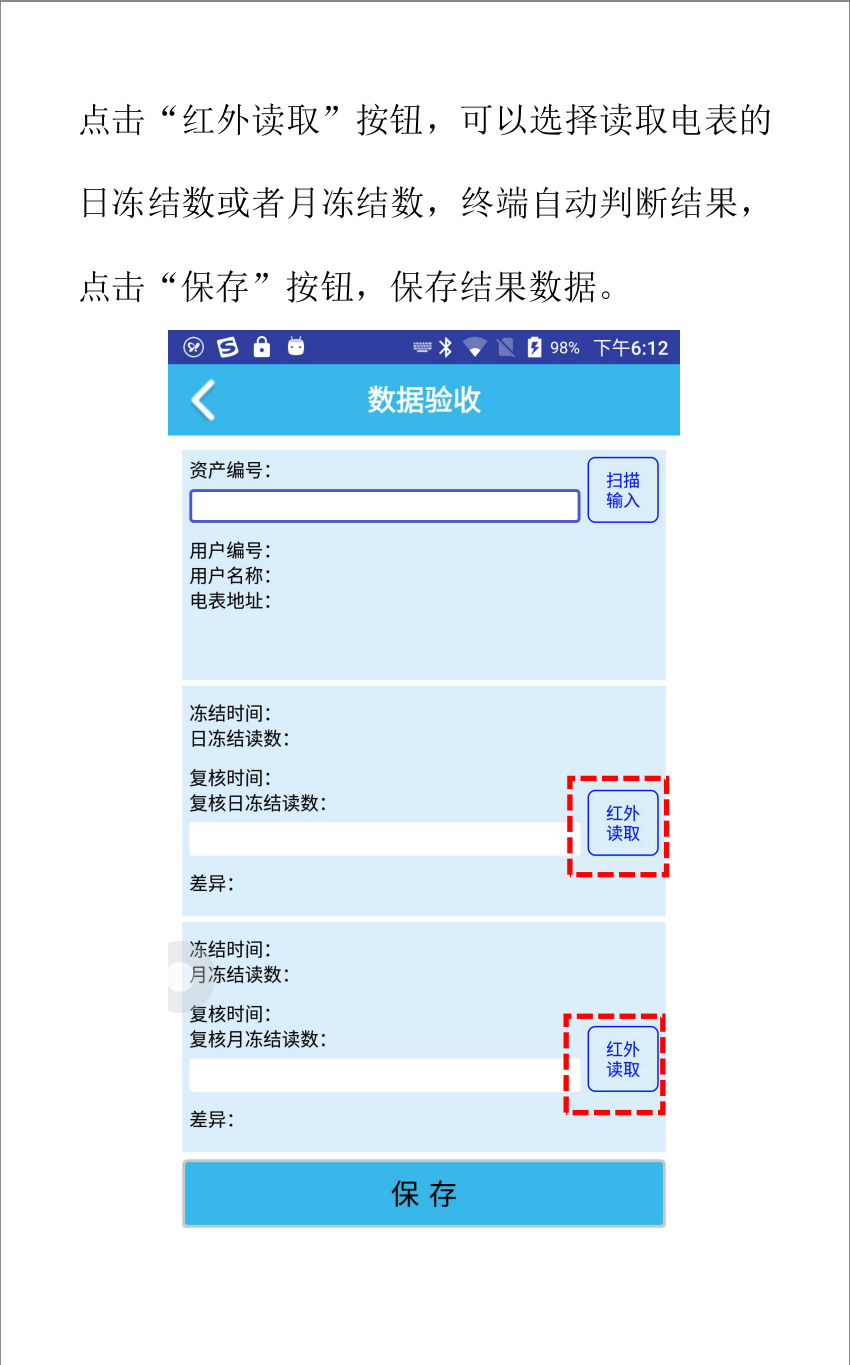 点击“红外读取”按钮，可以选择读取电表的
日冻结数或者月冻结数，终端自动判断结果，
点击“保存”按钮，保存结果数据。
98% 下午6:12
数据验收
资产编号：
扫描
输入
用户编号：
用户名称：
电表地址：
冻结时间：
日冻结读数：
复核时间：
复核日冻结读数：
红外
读取
差异：
冻结时间：
月冻结读数：
复核时间：
复核月冻结读数：
红外
读取
差异：
保 存